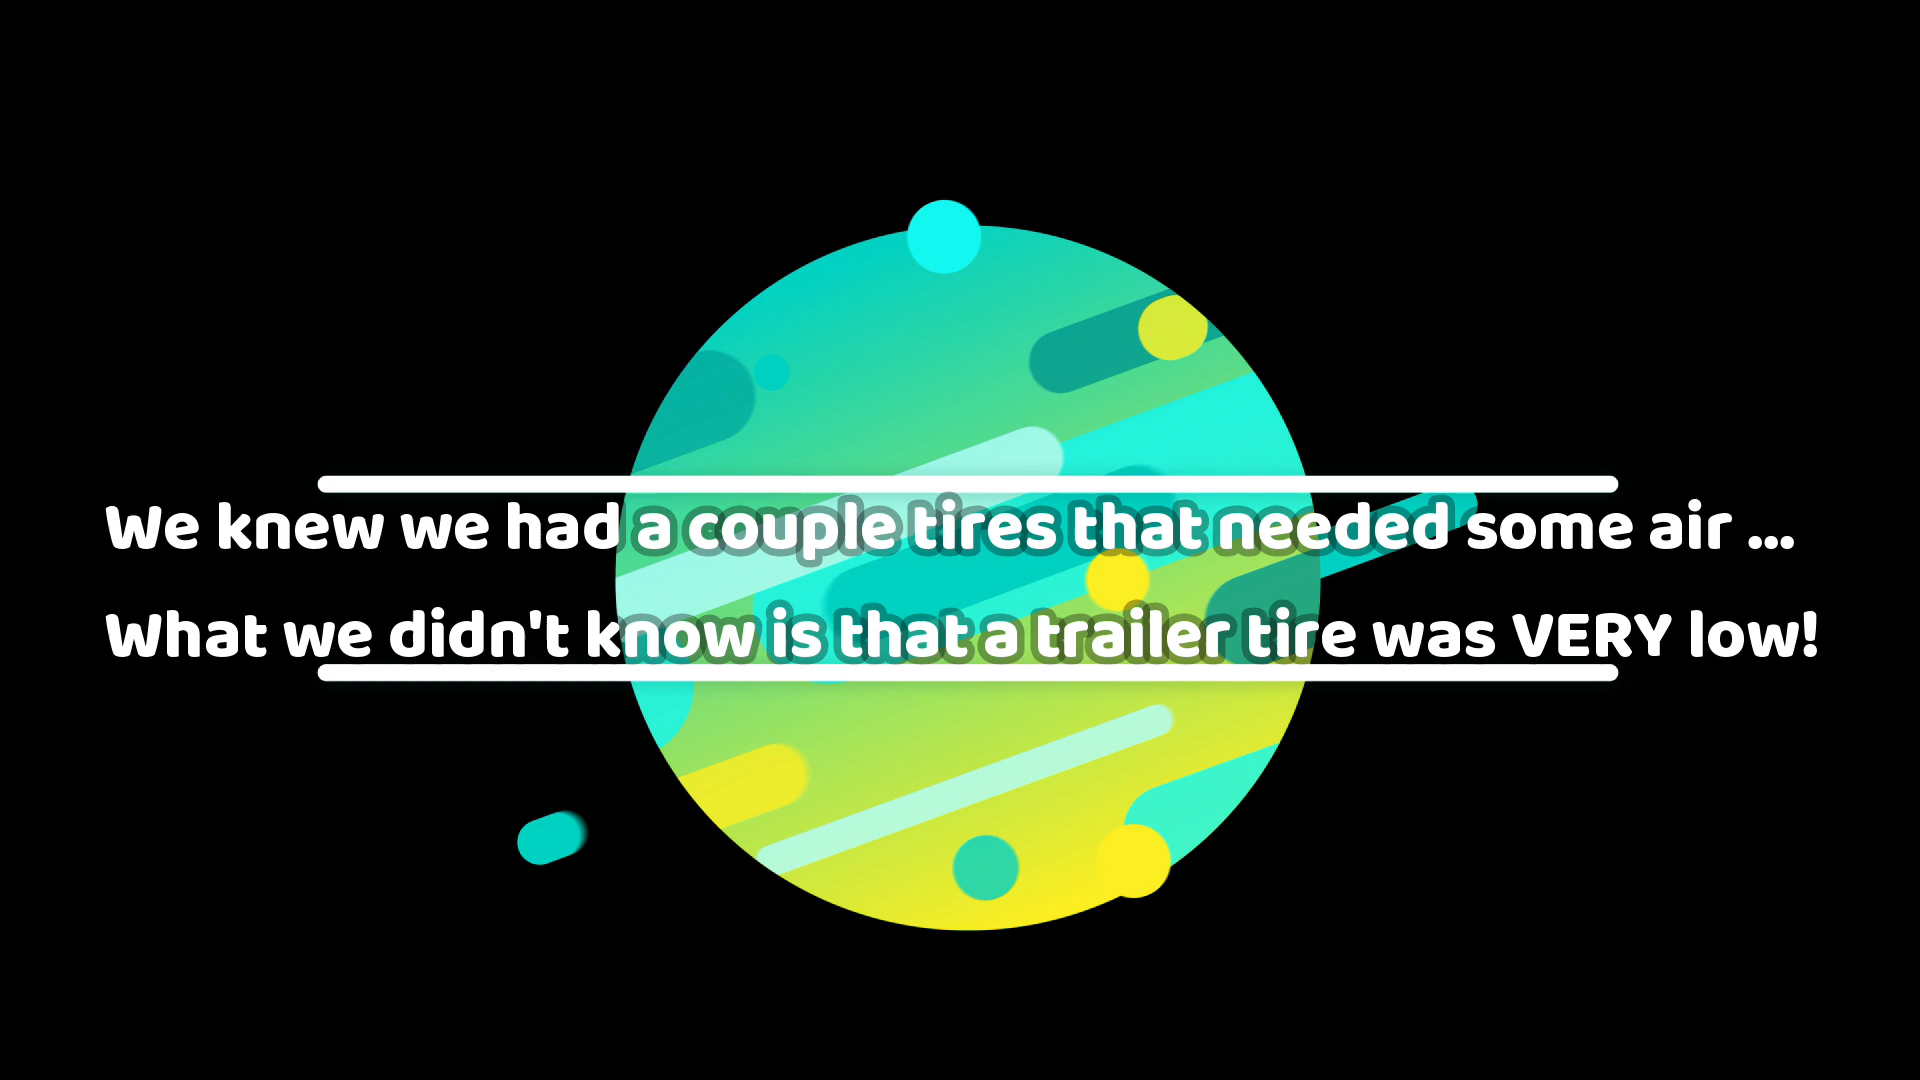 We knew we had a couple tires that needed some air ...
What we didn't know is that a trailer tire was VERY low!